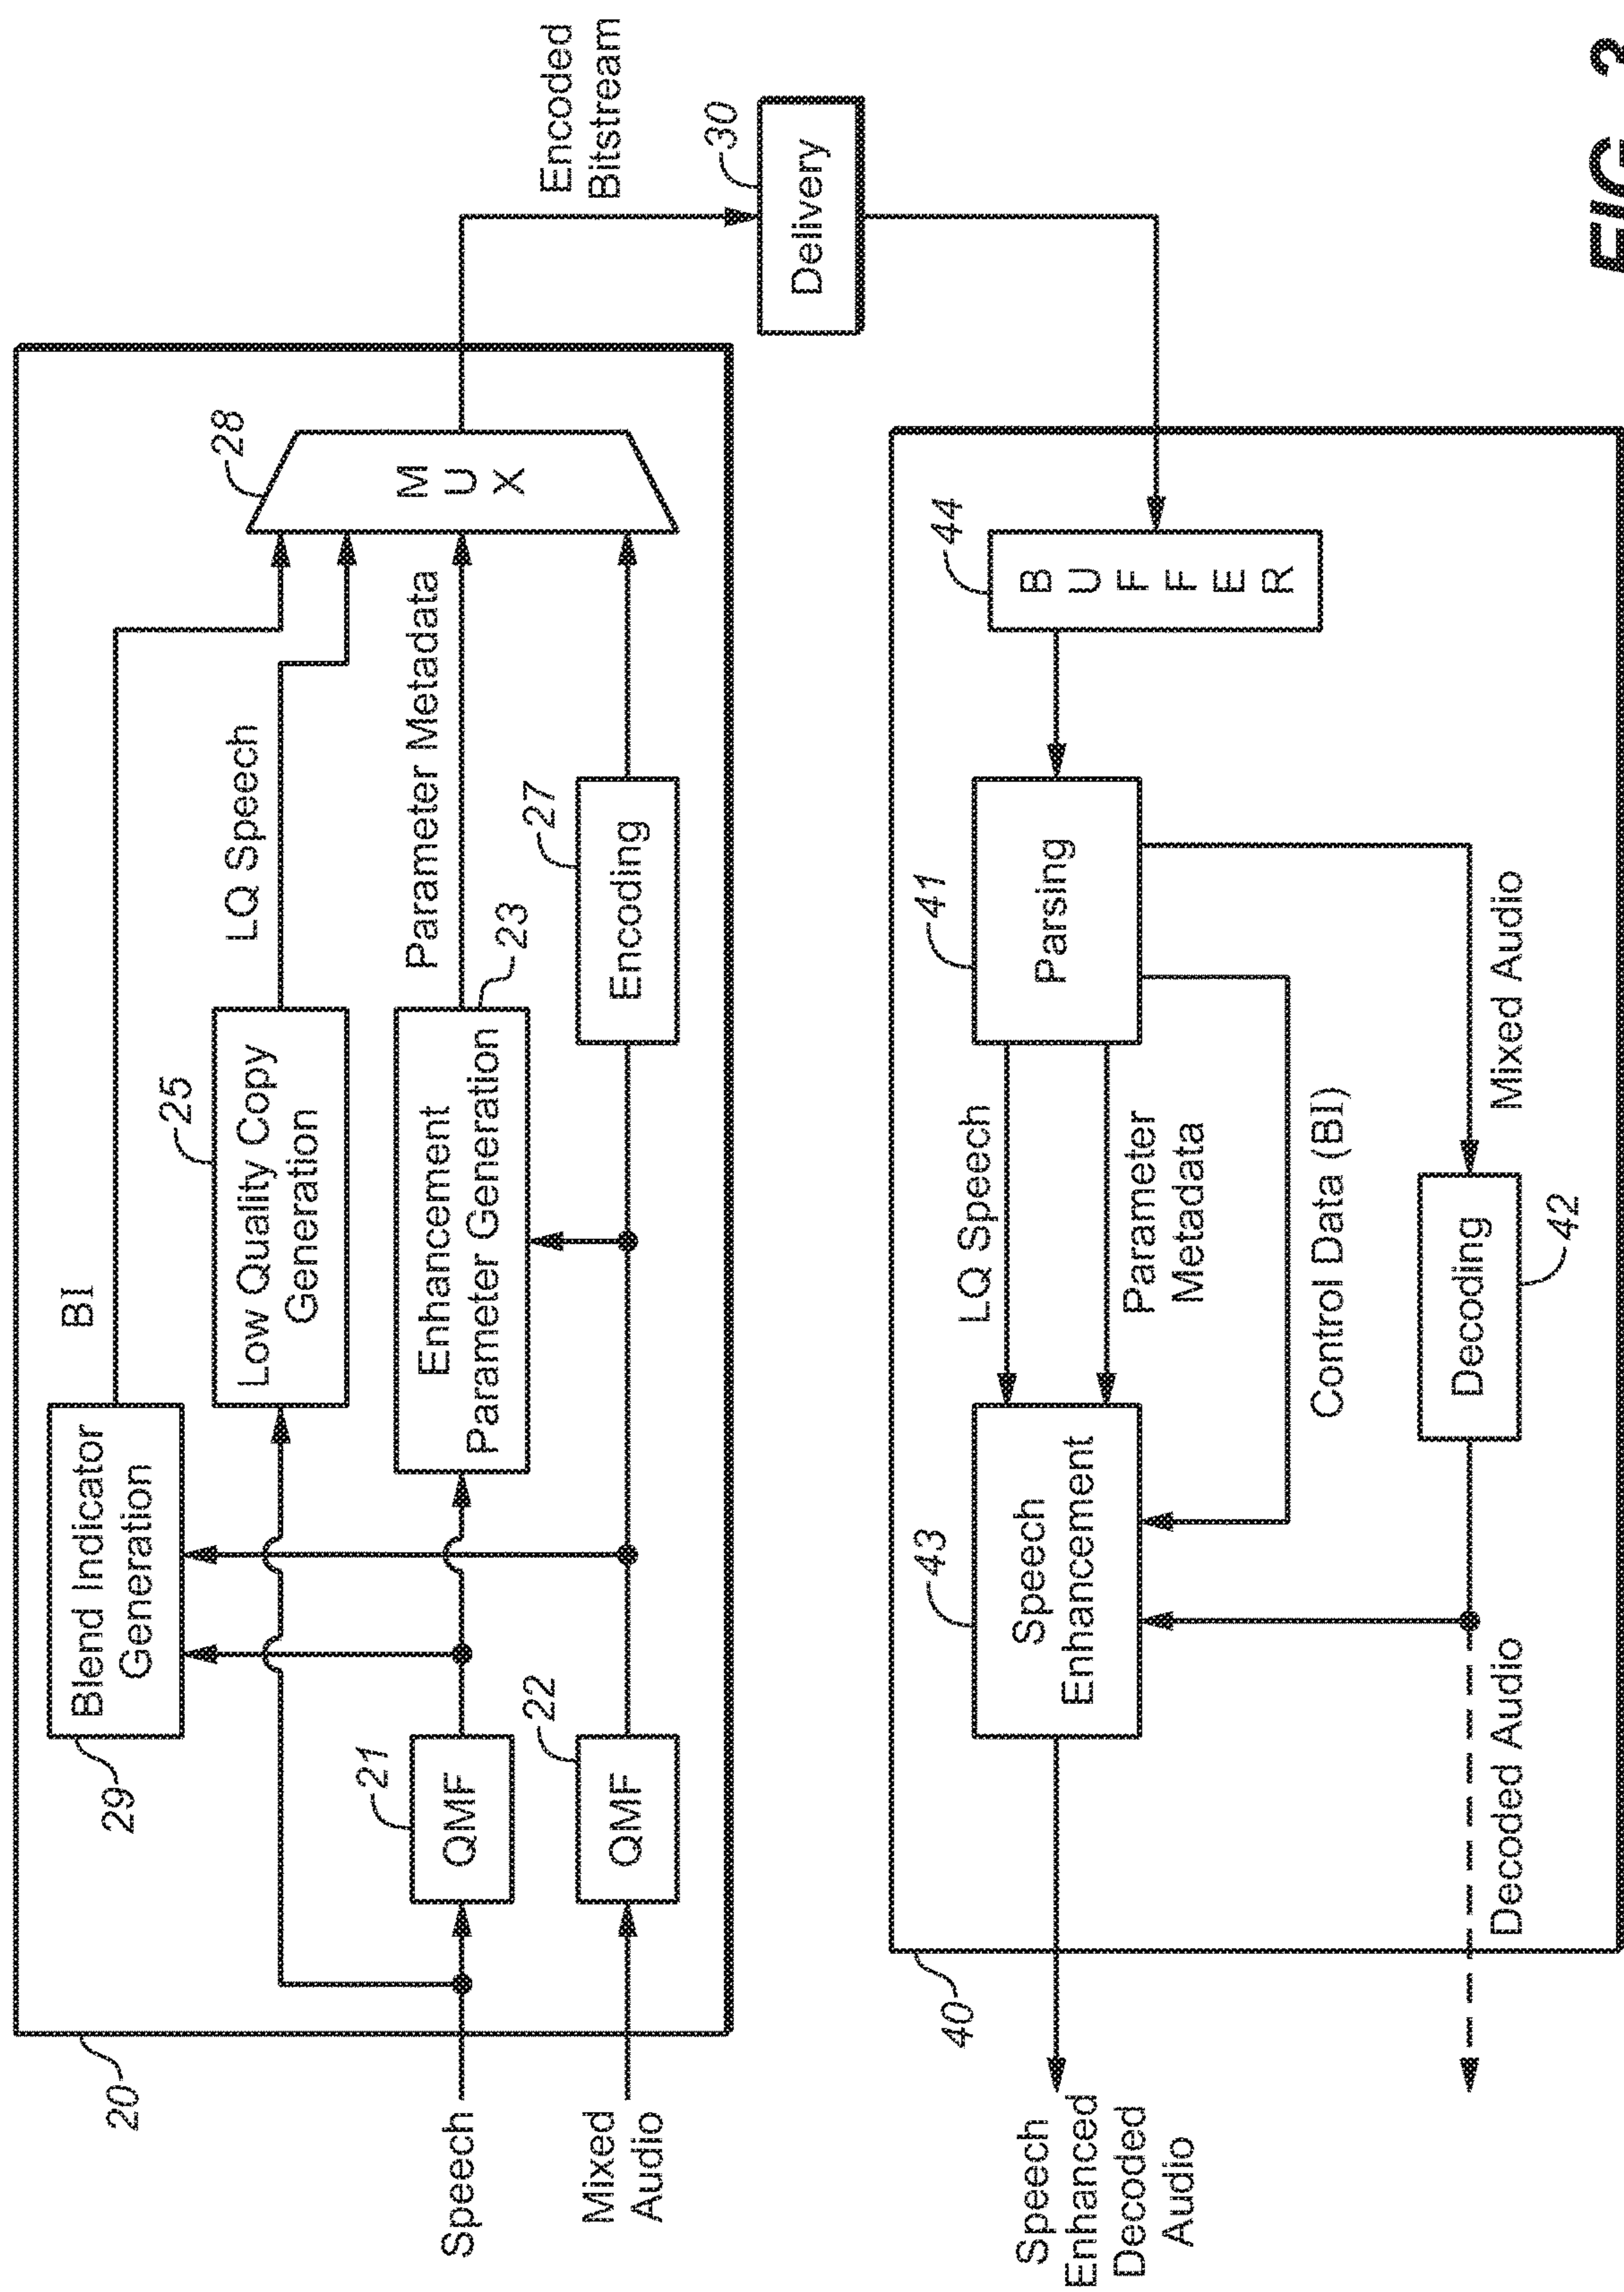 20
29
Blend Indicator
Generation
BI
25
Low Quality Copy
Generation
LQ Speech
28
M
U
X
Speech
21
QMF
Enhancement
Parameter Generation
23
Parameter Metadata
Mixed
Audio
22
QMF
27
Encoding
Encoded
Bitstream
30
Delivery
40
Speech
Enhanced
Decoded
Audio
43
Speech
Enhancement
LQ Speech
Parameter
Metadata
Control Data (BI)
41
Parsing
44
B
U
F
F
E
R
Decoding
42
Mixed Audio
Decoded Audio